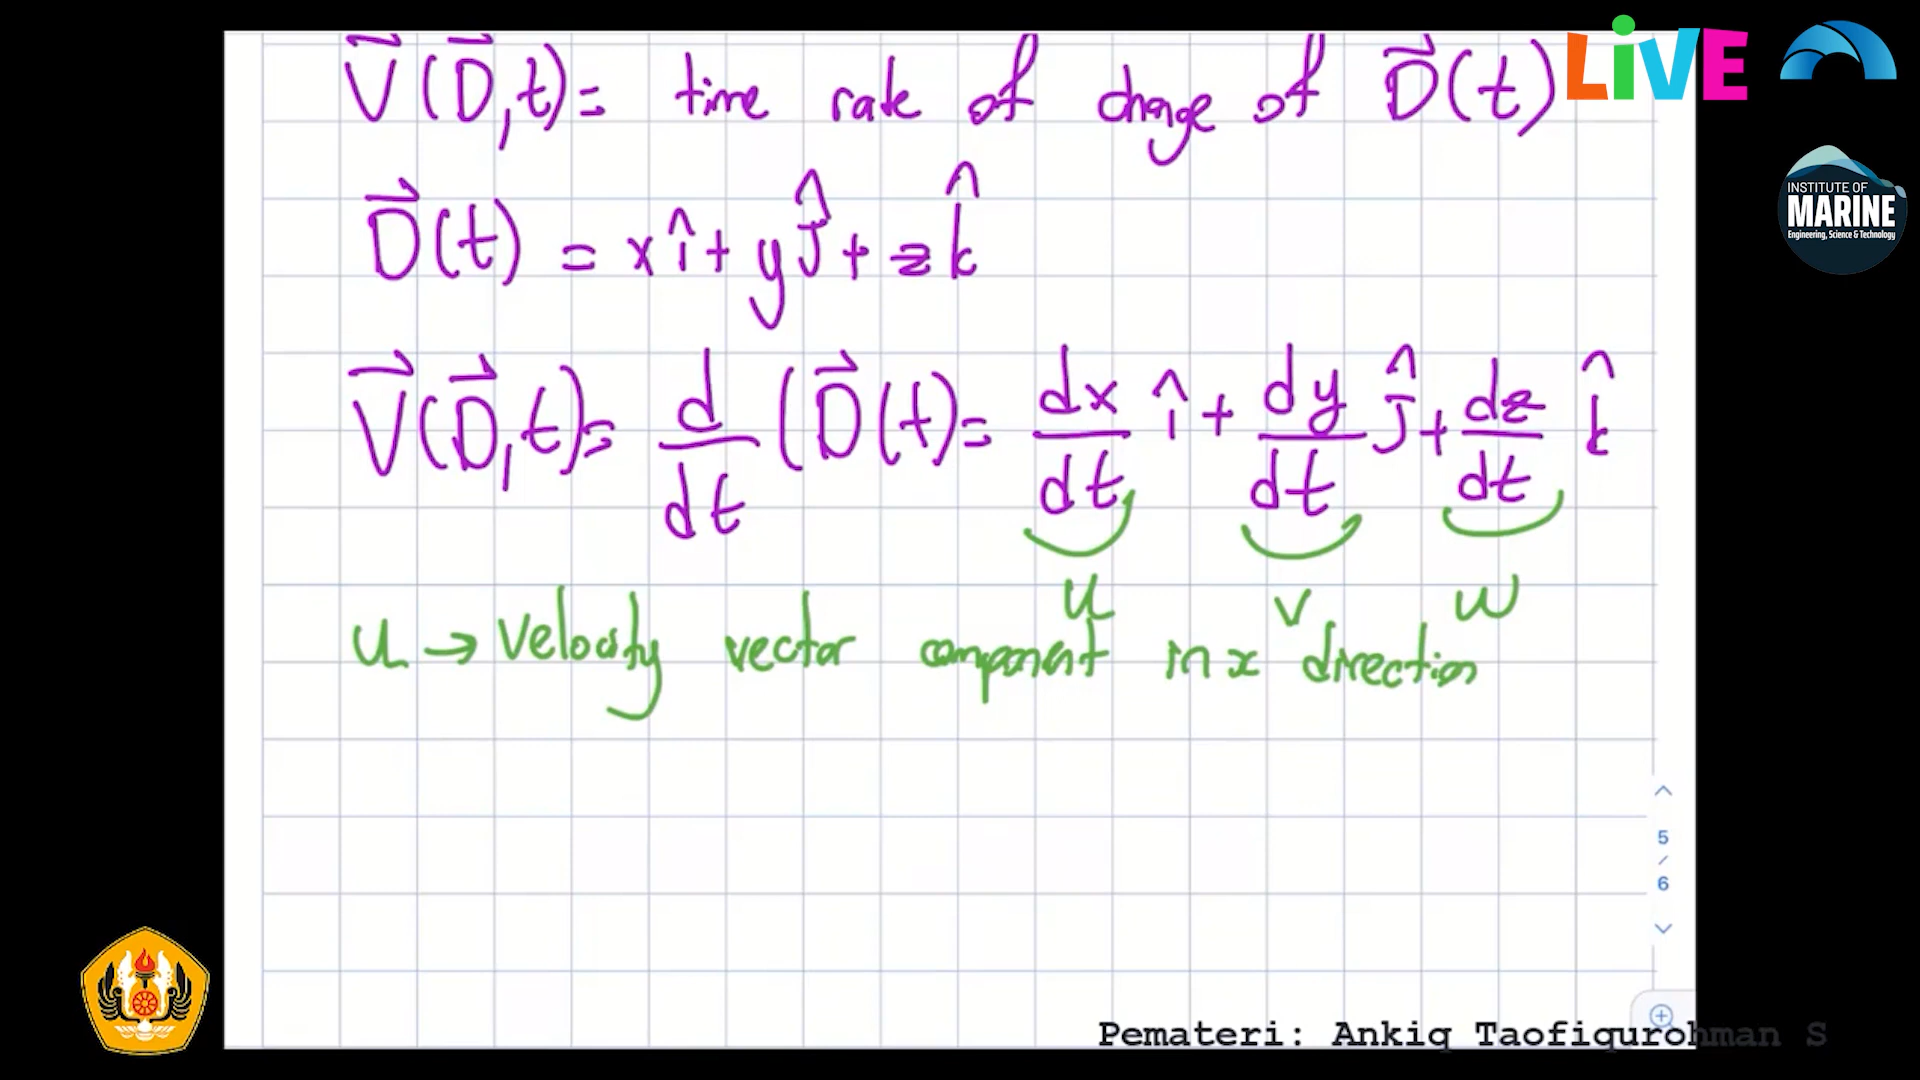 V⃗(D⃗,t)= time rate of change of D⃗(t)
LiVE
INSTITUTE OF
MARINE
Engineering, Science & Technology
D⃗(t) = xî+ yĵ+ zk̂
V⃗(D⃗,t)= d/dt (D⃗(t)= dx/dt î+ dy/dt ĵ+ dz/dt k̂
u v w
u → Velocity vector component in x direction
5
/
6
Pemateri: Ankiq Taofiqurohman S